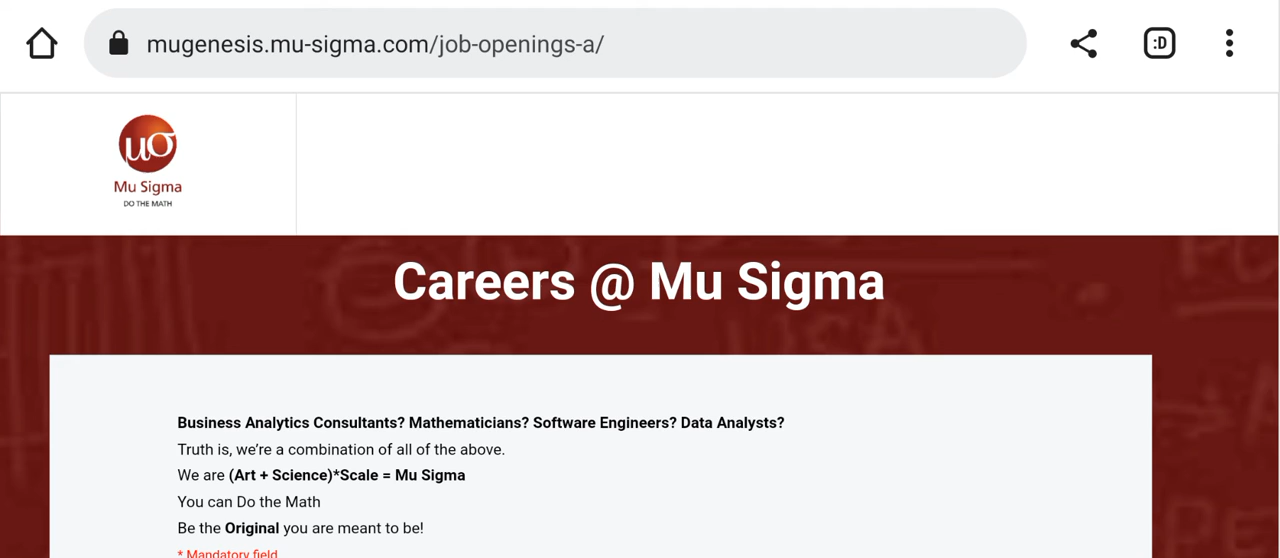 mugenesis.mu-sigma.com/job-openings-a/
:D
μσ
Mu Sigma
DO THE MATH
Careers @ Mu Sigma
Business Analytics Consultants? Mathematicians? Software Engineers? Data Analysts?
Truth is, we’re a combination of all of the above.
We are (Art + Science)*Scale = Mu Sigma
You can Do the Math
Be the Original you are meant to be!
* Mandatory field